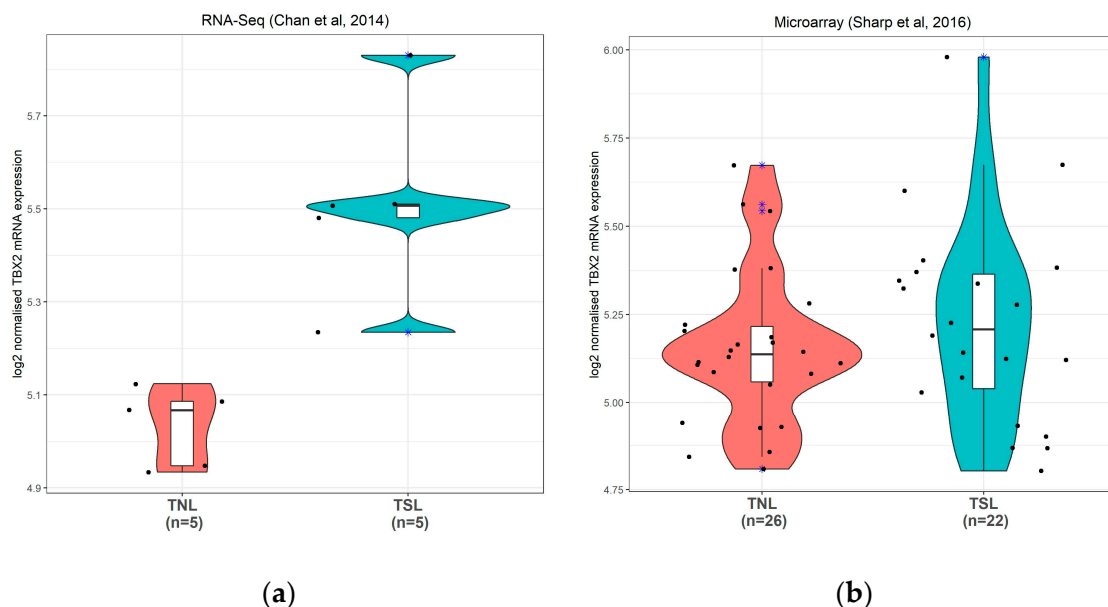 RNA-Seq (Chan et al, 2014)
log2 normalised TBX2 mRNA expression
5.7
5.5
5.3
5.1
4.9
TNL
(n=5)
TSL
(n=5)
(a)
Microarray (Sharp et al, 2016)
log2 normalised TBX2 mRNA expression
6.00
5.75
5.50
5.25
5.00
4.75
TNL
(n=26)
TSL
(n=22)
(b)